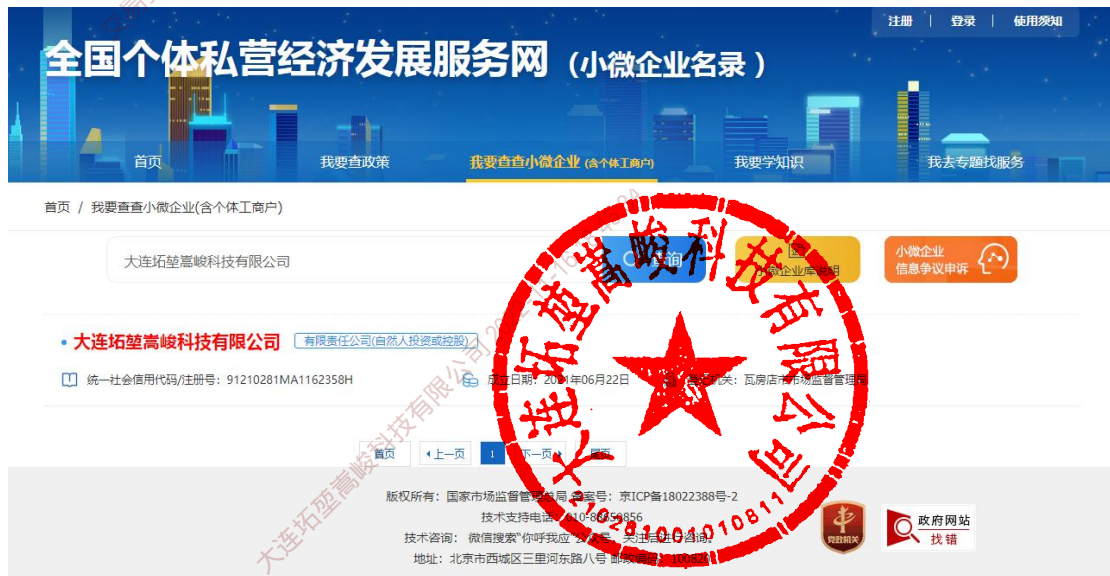 注册 | 登录 | 使用须知
全国个体私营经济发展服务网（小微企业名录）
首页 我要查政策 我要查查小微企业 (含个体工商户) 我要学知识 我去专题找服务
首页 / 我要查查小微企业(含个体工商户)
大连坧堃嵩峻科技有限公司 查询 小微企业库说明 小微企业
信息争议申诉
大连坧堃嵩峻科技有限公司 有限责任公司(自然人投资或控股)
统一社会信用代码/注册号：91210281MA1162358H 成立日期：2021年06月22日 登记机关：瓦房店市市场监督管理局
首页 上一页 1 下一页 尾页
版权所有：国家市场监督管理总局 备案号：京ICP备18022388号-2
技术支持电话：010-88650856
技术咨询： 微信搜索"你呼我应"公众号，关注后进行咨询。
地址：北京市西城区三里河东路八号 邮政编码：100820
党政机关
政府网站
找错
大连坧堃嵩峻科技有限公司
210281001010811
大连坧堃嵩峻科技有限公司